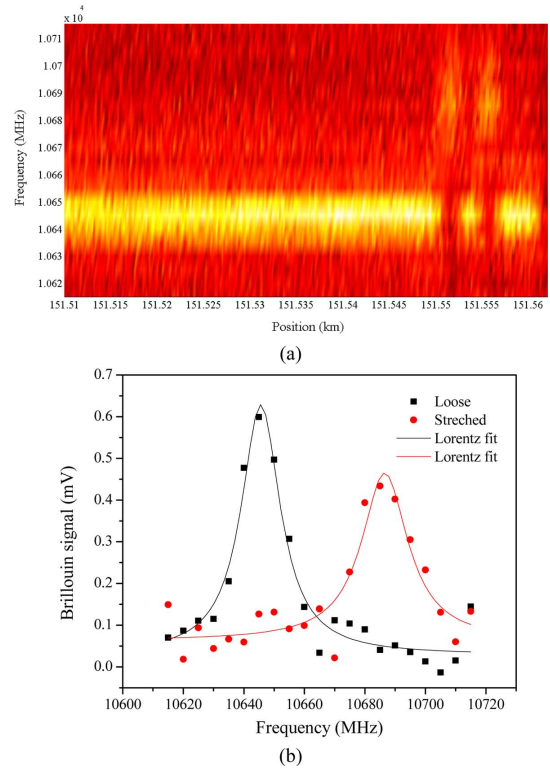 x 10⁴
1.071
1.07
1.069
1.068
1.067
1.066
1.065
1.064
1.063
1.062
Frequency (MHz)
151.51 151.515 151.52 151.525 151.53 151.535 151.54 151.545 151.55 151.555 151.56
Position (km)
(a)
0.7
0.6
0.5
0.4
0.3
0.2
0.1
0.0
Brillouin signal (mV)
Loose
Streched
Lorentz fit
Lorentz fit
10600 10620 10640 10660 10680 10700 10720
Frequency (MHz)
(b)